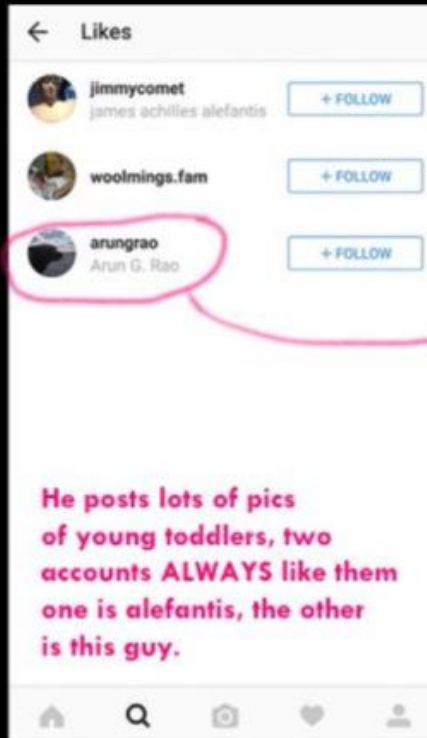 ← Likes
jimmycomet
james achilles alefantis
+ FOLLOW
woolmings.fam
+ FOLLOW
arungrao
Arun G. Rao
+ FOLLOW
He posts lots of pics
of young toddlers, two
accounts ALWAYS like them
one is alefantis, the other
is this guy.